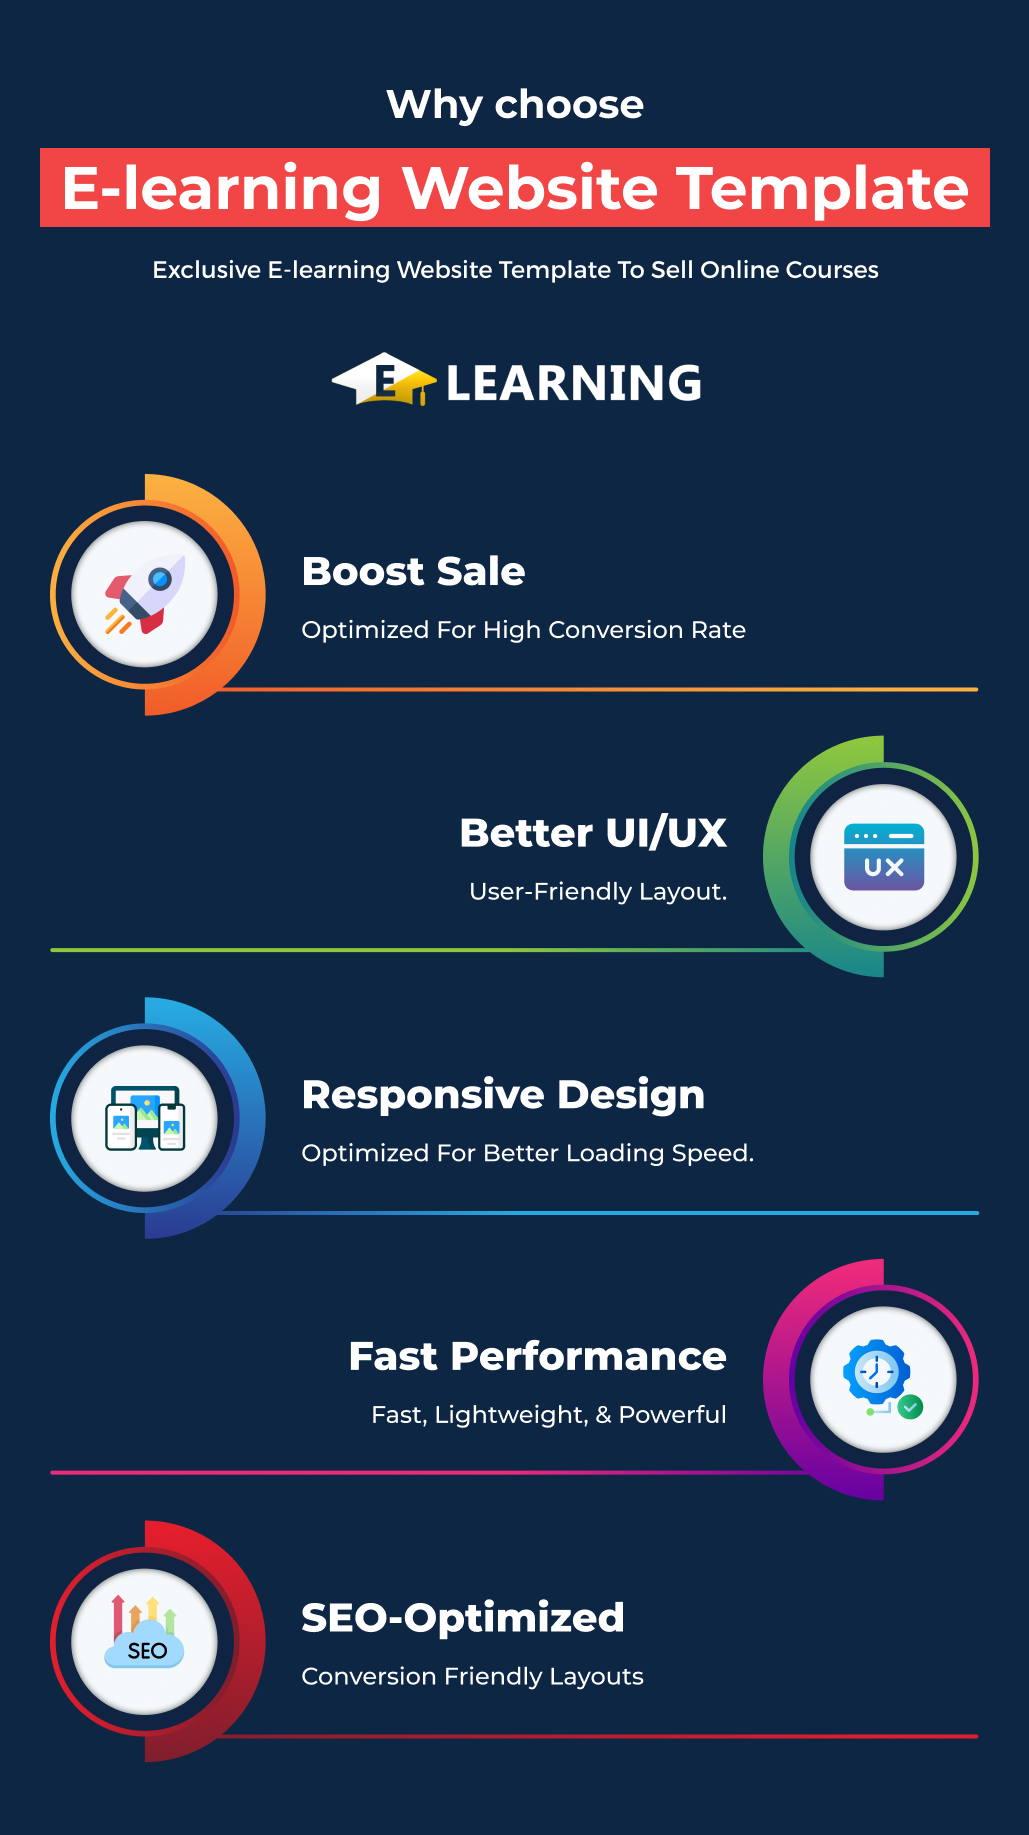 Why choose
E-learning Website Template
Exclusive E-learning Website Template To Sell Online Courses
E LEARNING
Boost Sale
Optimized For High Conversion Rate
Better UI/UX
User-Friendly Layout.
UX
Responsive Design
Optimized For Better Loading Speed.
Fast Performance
Fast, Lightweight, & Powerful
SEO-Optimized
SEO
Conversion Friendly Layouts